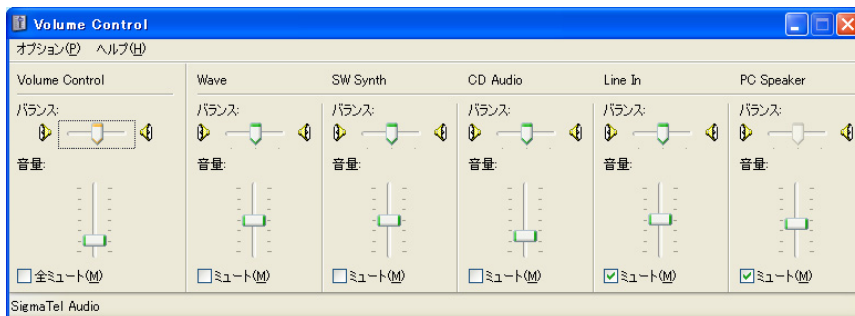 Volume Control
オプション(P) ヘルプ(H)
Volume Control Wave SW Synth CD Audio Line In PC Speaker
バランス: バランス: バランス: バランス: バランス: バランス:
音量: 音量: 音量: 音量: 音量: 音量:
全ミュート(M) ミュート(M) ミュート(M) ミュート(M) ミュート(M) ミュート(M)
SigmaTel Audio